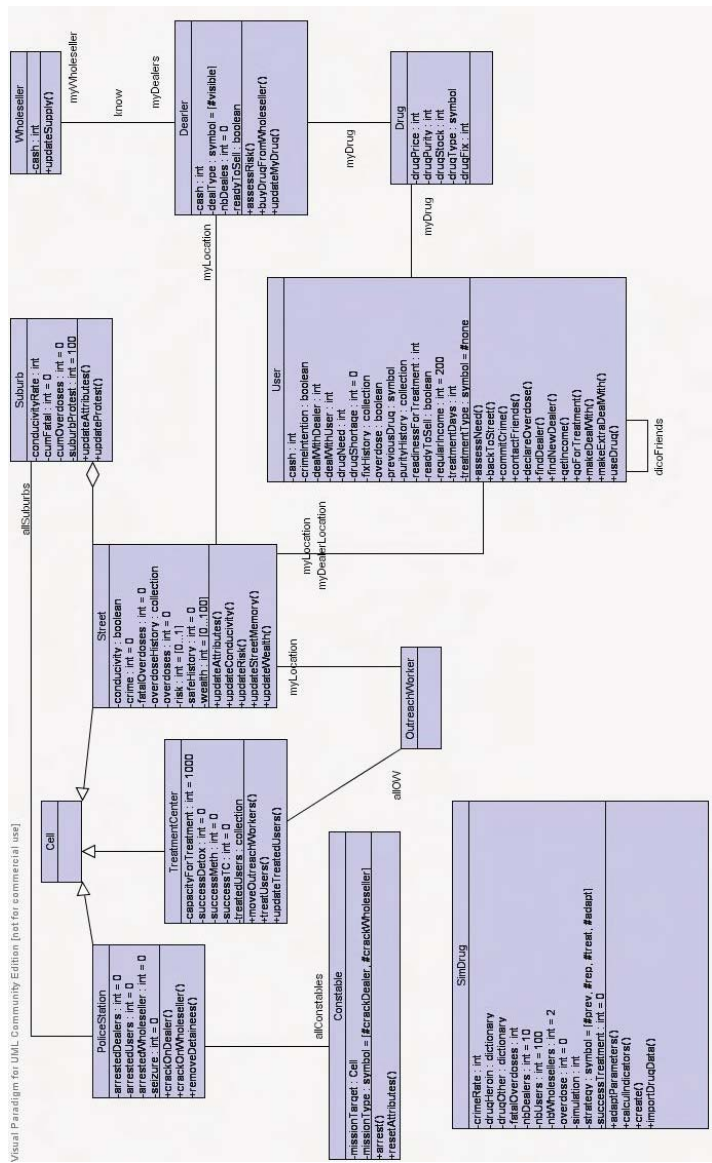 Visual Paradigm for UML Community Edition [not for commercial use]
PoliceStation
-arrestedDealers : int = 0
-arrestedUsers : int = 0
-arrestedWholeseller : int = 0
-seizure : int = 0
+crackOnDealer()
+crackOnWholeseller()
+removeDetainees()
Cell
allSuburbs
TreatmentCenter
-capacityForTreatment : int = 1000
-successDetox : int = 0
-successMeth : int = 0
-successTC : int = 0
-treatedUsers : collection
+moveOutreachWorkers()
+treatUsers()
+updateTreatedUsers()
Street
-conducivity : boolean
-crime : int = 0
-fatalOverdoses : int = 0
-overdoseHistory : collection
-overdoses : int = 0
-risk : int = [0...1]
-safeHistory : int = 0
-wealth : int = [0...100]
+updateAttributes()
+updateConducivity()
+updateRisk()
+updateStreetMemory()
+updateWealth()
Suburb
-conducivityRate : int
-cumFatal : int = 0
-cumOverdoses : int = 0
-suburbProtest : int = 100
+updateAttributes()
+updateProtest()
Wholeseller
-cash : int
+updateSupply()
myWholeseller
know
myDealers
Dearler
-cash : int
-dealType : symbol = [#visible]
-nbDeales : int = 0
-readyToSell : boolean
+assessRisk()
+buyDrugFromWholeseller()
+updateMyDrug()
myLocation
myDrug
Drug
-drugPrice : int
-drugPurity : int
-drugStock : int
-drugType : symbol
-drugFix : int
myDrug
User
-cash : int
-crimeIntention : boolean
-dealWithDealer : int
-dealWithUser : int
-drugNeed : int
-drugShortage : int = 0
-fixHistory : collection
-overdose : boolean
-previousDrug : symbol
-purityHistory : collection
-readinessForTreatment : int
-readyToSell : boolean
-regularIncome : int = 200
-treatmentDays : int
-treatmentType : symbol = #none
+assessNeed()
+backToStreet()
+commitCrime()
+contactFriends()
+declareOverdose()
+findDealer()
+findNewDealer()
+getIncome()
+goForTreatment()
+makeDealWith()
+makeExtraDealWith()
+useDrug()
dicoFriends
myLocation
myDealerLocation
myLocation
OutreachWorker
allOW
allConstables
Constable
-missionTarget : Cell
-missionType : symbol = [#crackDealer, #crackWholeseller]
+arrest()
+resetAttributes()
SimDrug
-crimeRate : int
-drugHeroin : dictionary
-drugOther : dictionary
-fatalOverdoses : int
-nbDealers : int = 10
-nbUsers : int = 100
-nbWholesellers : int = 2
-overdose : int = 0
-simulation : int
-strategy : symbol = [#prev, #rep, #treat, #adapt]
-successTreatment : int = 0
+adaptParameters()
+calculIndicators()
+create()
+importDrugData()